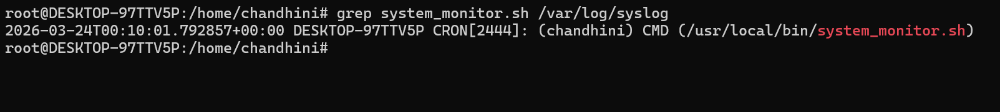 root@DESKTOP-97TTV5P:/home/chandhini# grep system_monitor.sh /var/log/syslog
2026-03-24T00:10:01.792857+00:00 DESKTOP-97TTV5P CRON[2444]: (chandhini) CMD (/usr/local/bin/system_monitor.sh)
root@DESKTOP-97TTV5P:/home/chandhini#